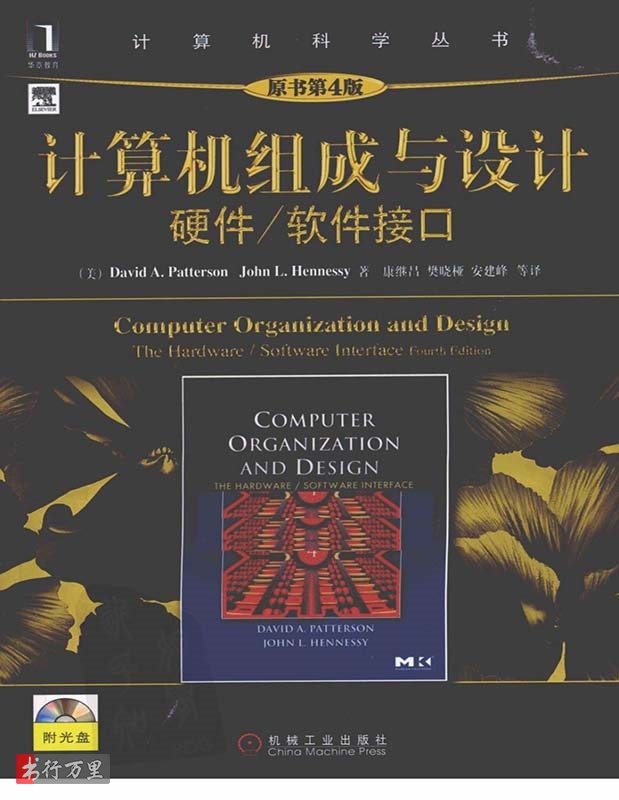 计算机科学丛书
HZ BOOKS
华章教育
ELSEVIER
原书第4版
计算机组成与设计
硬件/软件接口
(美) David A. Patterson John L. Hennessy 著 康继昌 樊晓桠 安建峰 等译
Computer Organization and Design
The Hardware / Software Interface Fourth Edition
COMPUTER
ORGANIZATION
AND DESIGN
THE HARDWARE / SOFTWARE INTERFACE
DAVID A. PATTERSON
JOHN L. HENNESSY
MK
附光盘
机械工业出版社
China Machine Press
书行万里